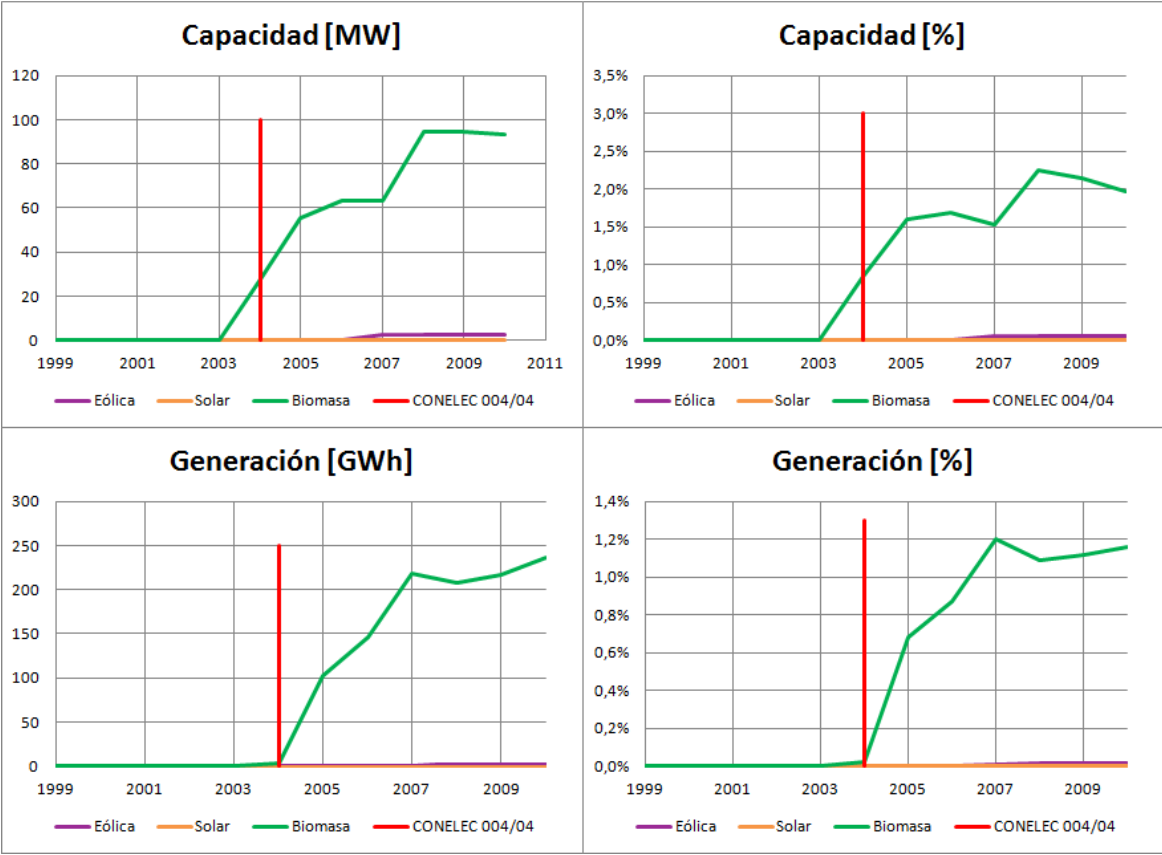 Capacidad [MW]
120
100
80
60
40
20
0
1999 2001 2003 2005 2007 2009 2011
Eólica Solar Biomasa CONELEC 004/04
Capacidad [%]
3,5%
3,0%
2,5%
2,0%
1,5%
1,0%
0,5%
0,0%
1999 2001 2003 2005 2007 2009
Eólica Solar Biomasa CONELEC 004/04
Generación [GWh]
300
250
200
150
100
50
0
1999 2001 2003 2005 2007 2009
Eólica Solar Biomasa CONELEC 004/04
Generación [%]
1,4%
1,2%
1,0%
0,8%
0,6%
0,4%
0,2%
0,0%
1999 2001 2003 2005 2007 2009
Eólica Solar Biomasa CONELEC 004/04